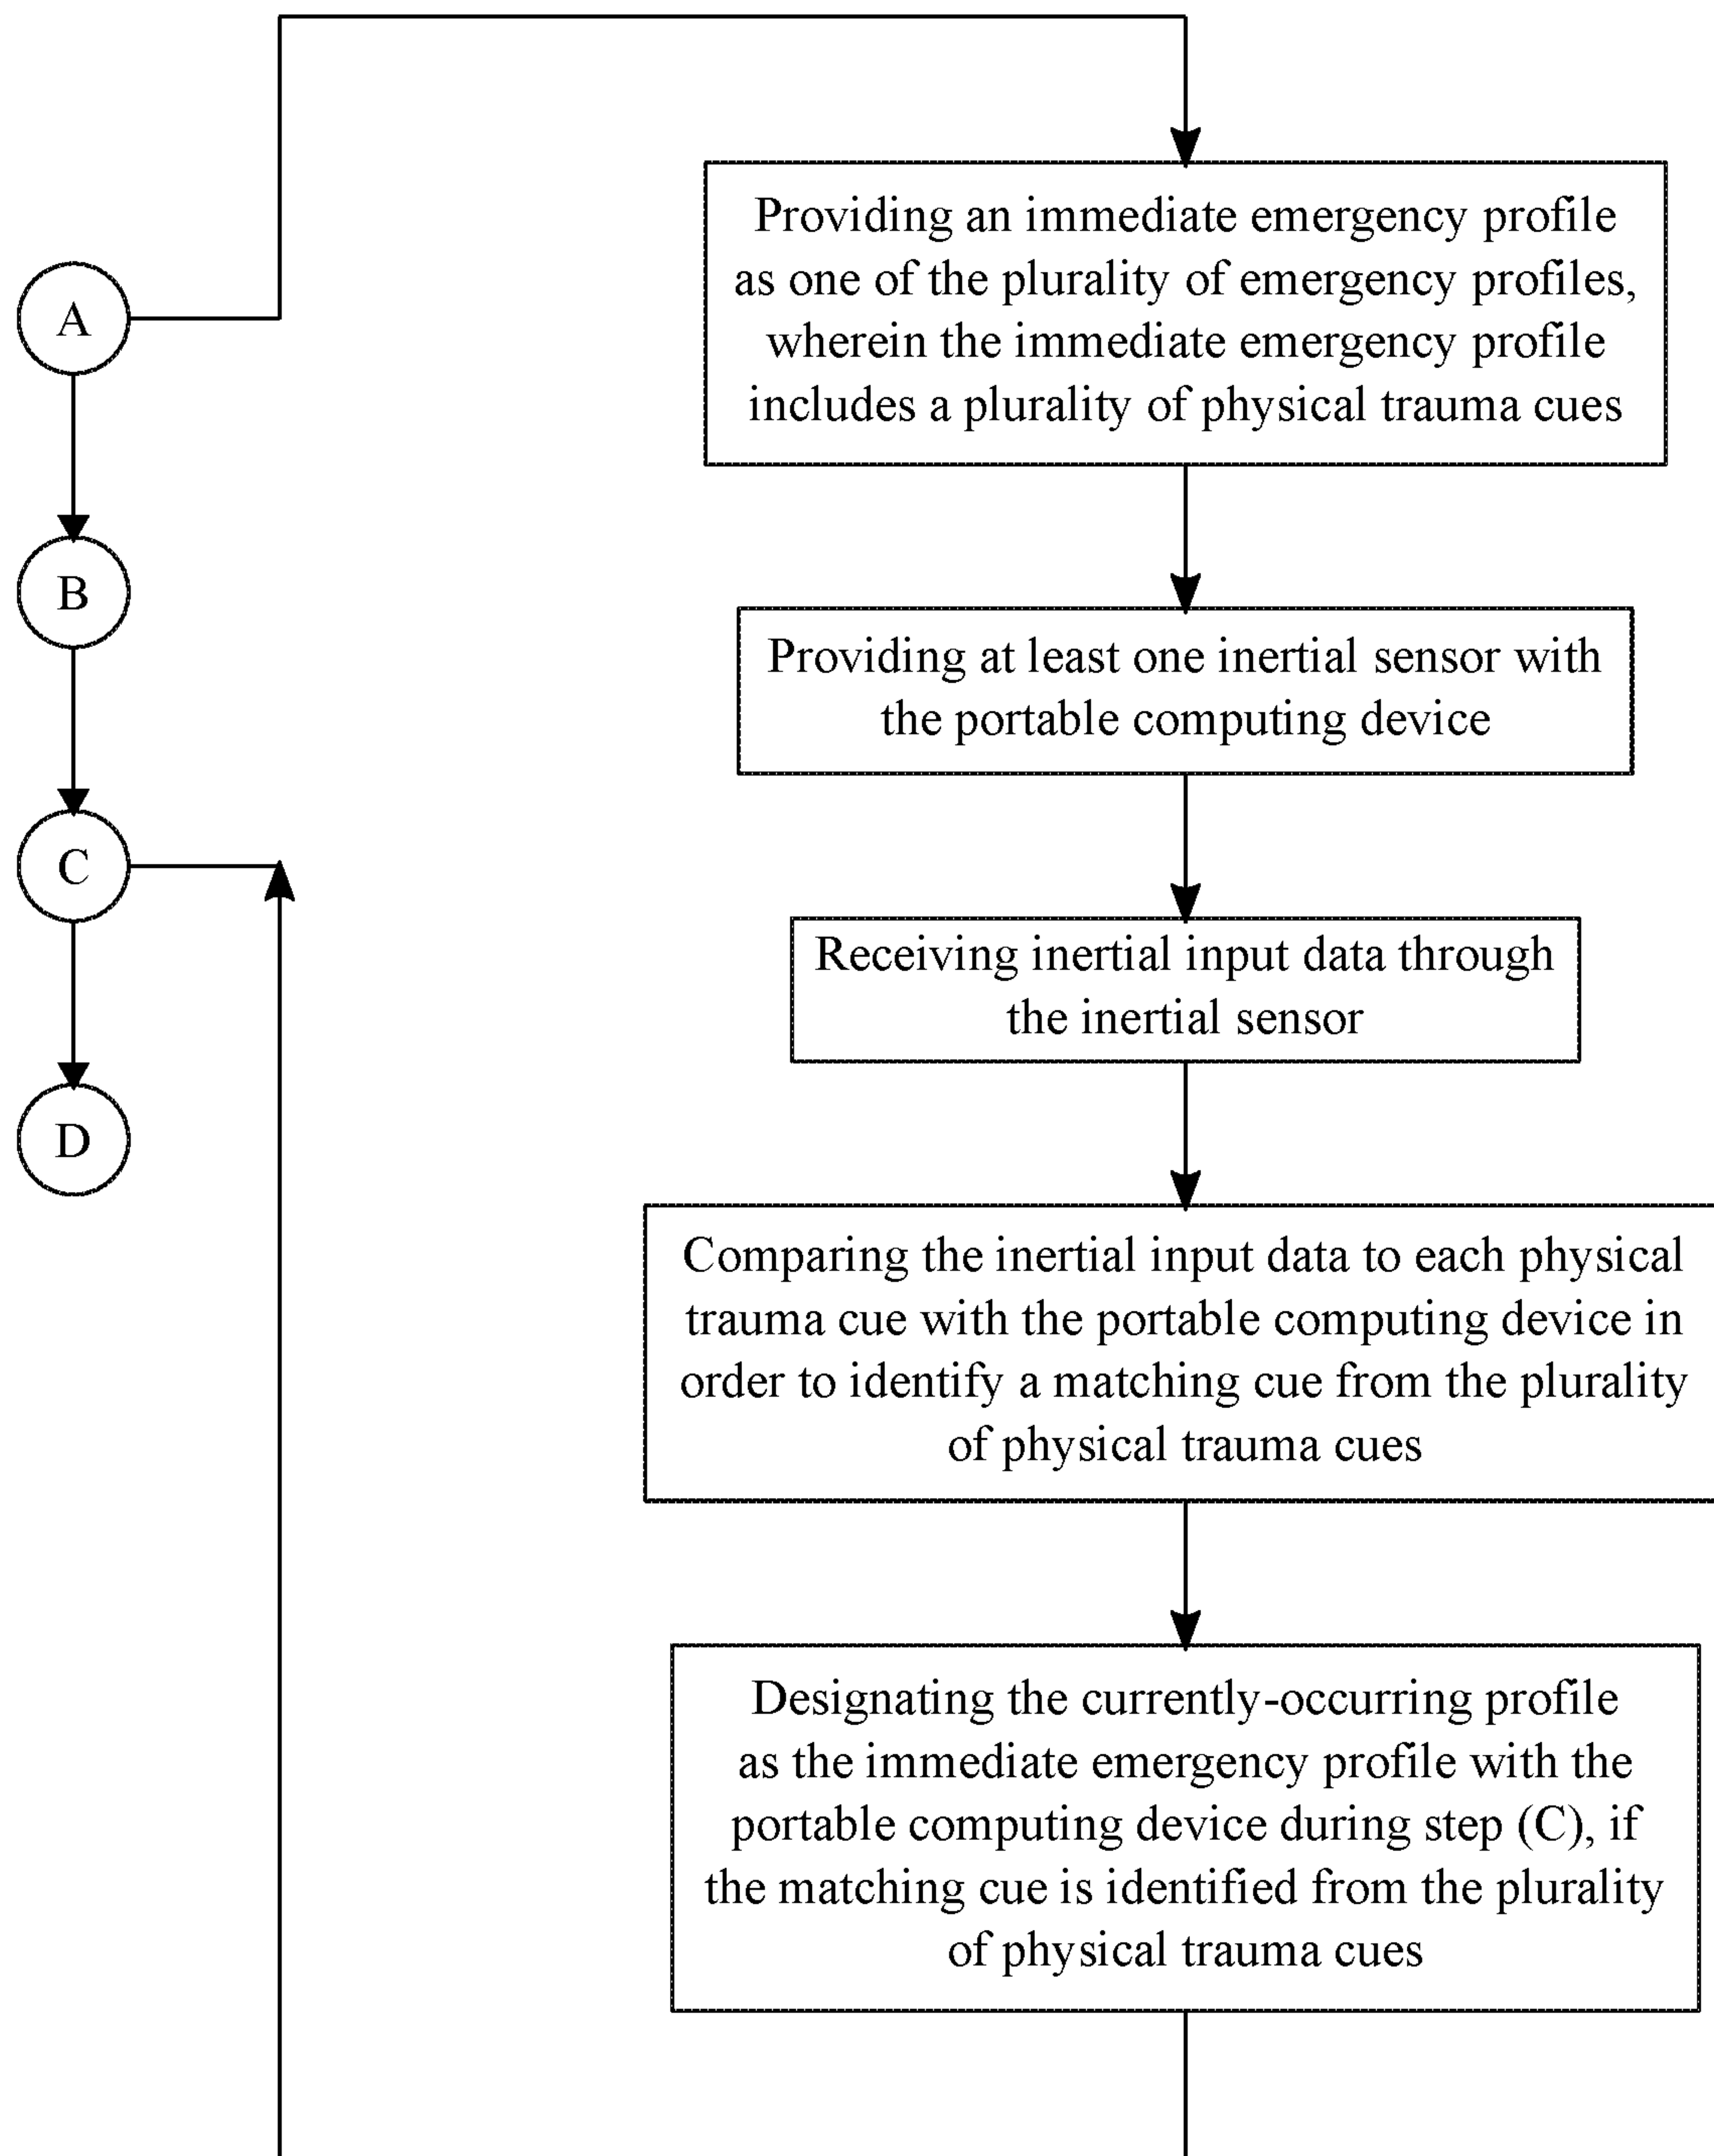 A
B
C
D
Providing an immediate emergency profile
as one of the plurality of emergency profiles,
wherein the immediate emergency profile
includes a plurality of physical trauma cues
Providing at least one inertial sensor with
the portable computing device
Receiving inertial input data through
the inertial sensor
Comparing the inertial input data to each physical
trauma cue with the portable computing device in
order to identify a matching cue from the plurality
of physical trauma cues
Designating the currently-occurring profile
as the immediate emergency profile with the
portable computing device during step (C), if
the matching cue is identified from the plurality
of physical trauma cues